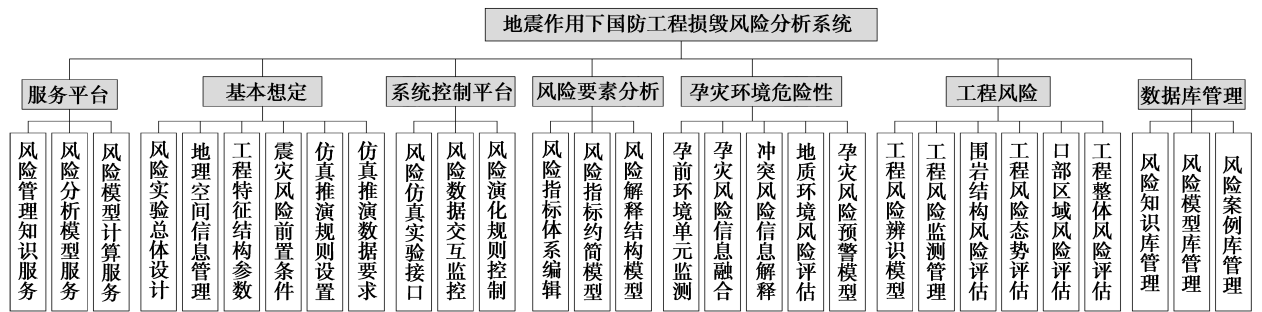 地震作用下国防工程损毁风险分析系统
服务平台
基本想定
系统控制平台
风险要素分析
孕灾环境危险性
工程风险
数据库管理
风险管理知识服务
风险分析模型服务
风险模型计算服务
风险实验总体设计
地理空间信息管理
工程特征结构参数
震灾风险前置条件
仿真推演规则设置
仿真推演数据要求
风险仿真实验接口
风险数据交互监控
风险演化规则控制
风险指标体系编辑
风险指标约简模型
风险解释结构模型
孕前环境单元监测
孕灾风险信息融合
冲突风险信息解释
地质环境风险评估
孕灾风险预警模型
工程风险辨识模型
工程风险监测管理
围岩结构风险评估
工程风险态势评估
口部区域风险评估
工程整体风险评估
风险知识库管理
风险模型库管理
风险案例库管理